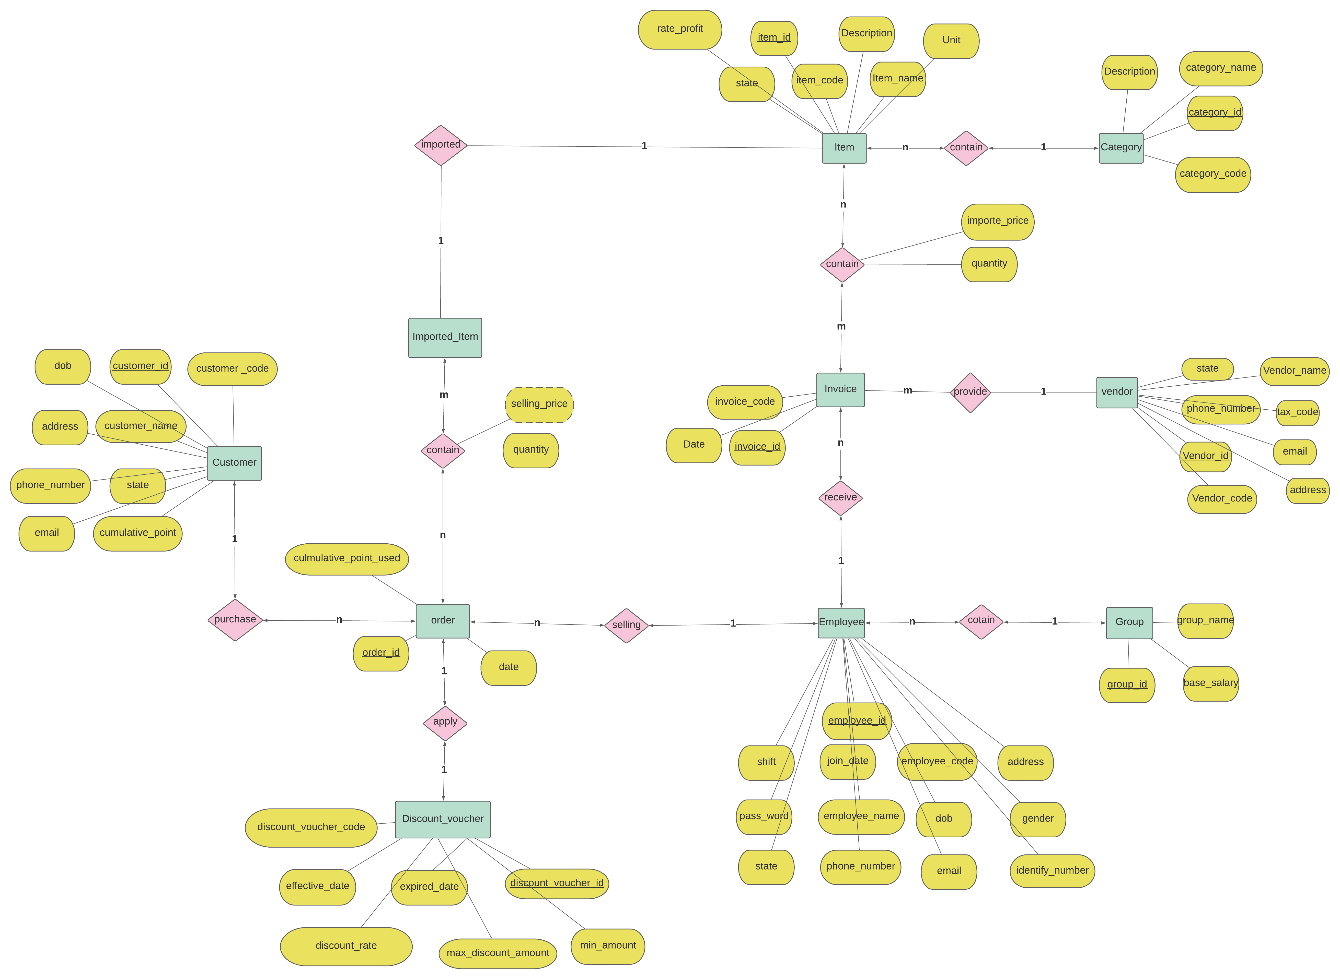 rate_profit
item_id
Description
Unit
state
item_code
Item_name
Description
category_name
category_id
category_code
imported
1
Item
n
contain
1
Category
n
1
importe_price
contain
quantity
m
Imported_Item
dob
customer_id
customer _code
address
customer_name
Customer
phone_number
state
email
cumulative_point
m
selling_price
contain
quantity
n
invoice_code
Date
invoice_id
Invoice
m
provide
1
vendor
state
Vendor_name
phone_number
tax_code
email
Vendor_id
Vendor_code
address
n
receive
1
1
culmulative_point_used
purchase
n
order
order_id
date
n
selling
1
Employee
n
cotain
1
Group
group_name
group_id
base_salary
1
apply
1
employee_id
shift
join_date
employee_code
address
pass_word
employee_name
dob
gender
state
phone_number
email
identify_number
Discount_voucher
discount_voucher_code
effective_date
expired_date
discount_voucher_id
discount_rate
max_discount_amount
min_amount